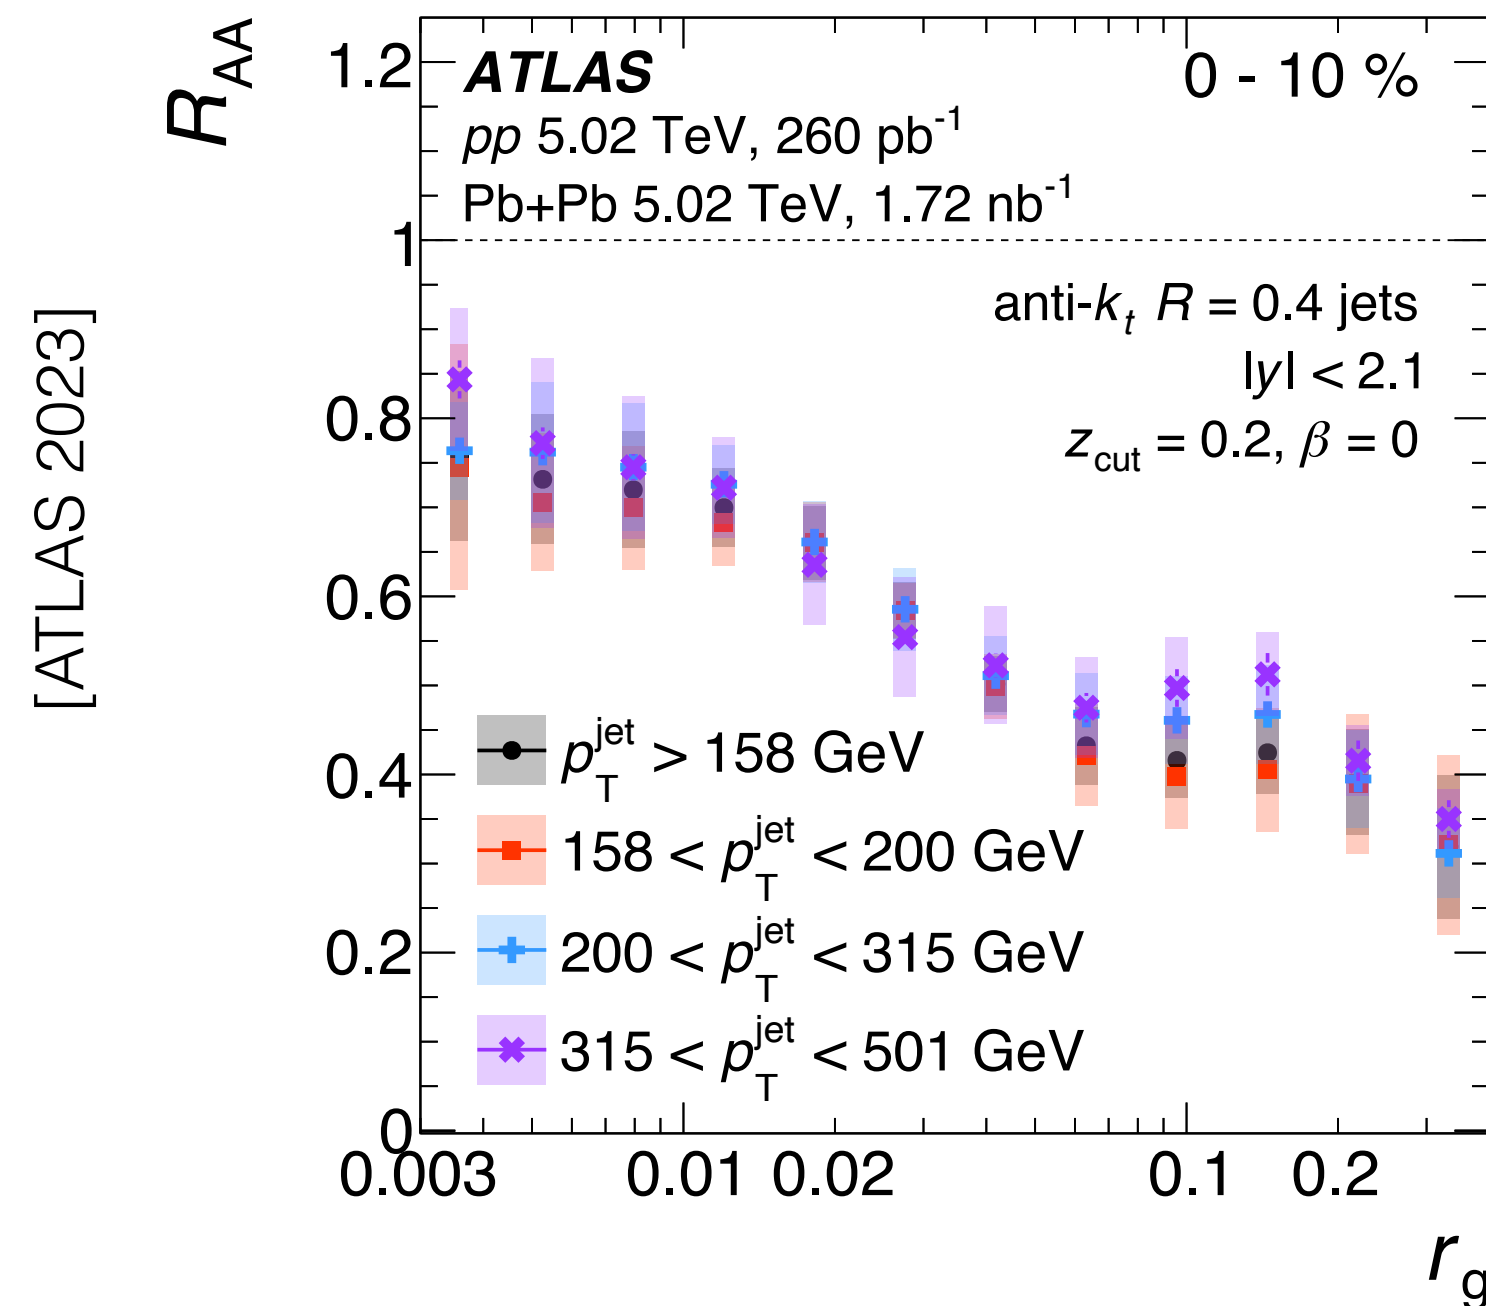 R_AA
[ATLAS 2023]
1.2
1
0.8
0.6
0.4
0.2
0
ATLAS
0 - 10 %
pp 5.02 TeV, 260 pb⁻¹
Pb+Pb 5.02 TeV, 1.72 nb⁻¹
anti-k_t R = 0.4 jets
|y| < 2.1
z_cut = 0.2, β = 0
p_T^jet > 158 GeV
158 < p_T^jet < 200 GeV
200 < p_T^jet < 315 GeV
315 < p_T^jet < 501 GeV
0.003 0.01 0.02 0.1 0.2
r_g